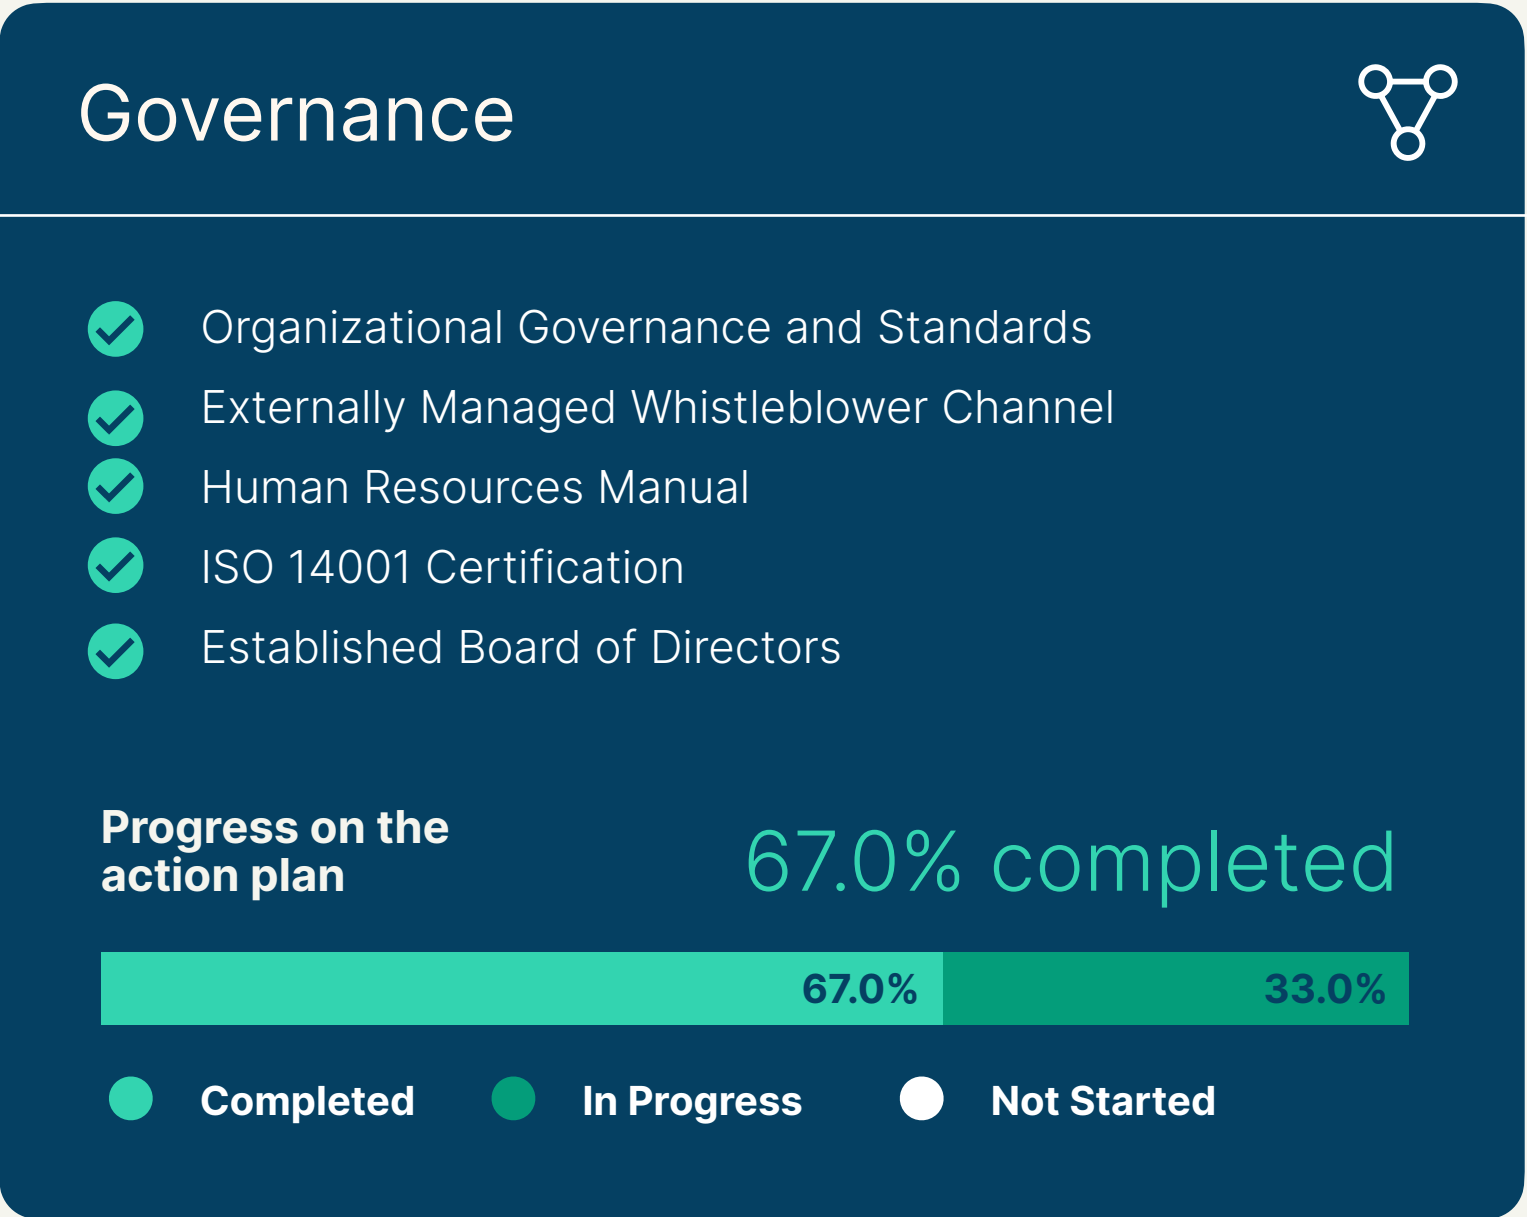 Governance
Organizational Governance and Standards
Externally Managed Whistleblower Channel
Human Resources Manual
ISO 14001 Certification
Established Board of Directors
Progress on the
action plan
67.0% completed
67.0% 33.0%
Completed In Progress Not Started